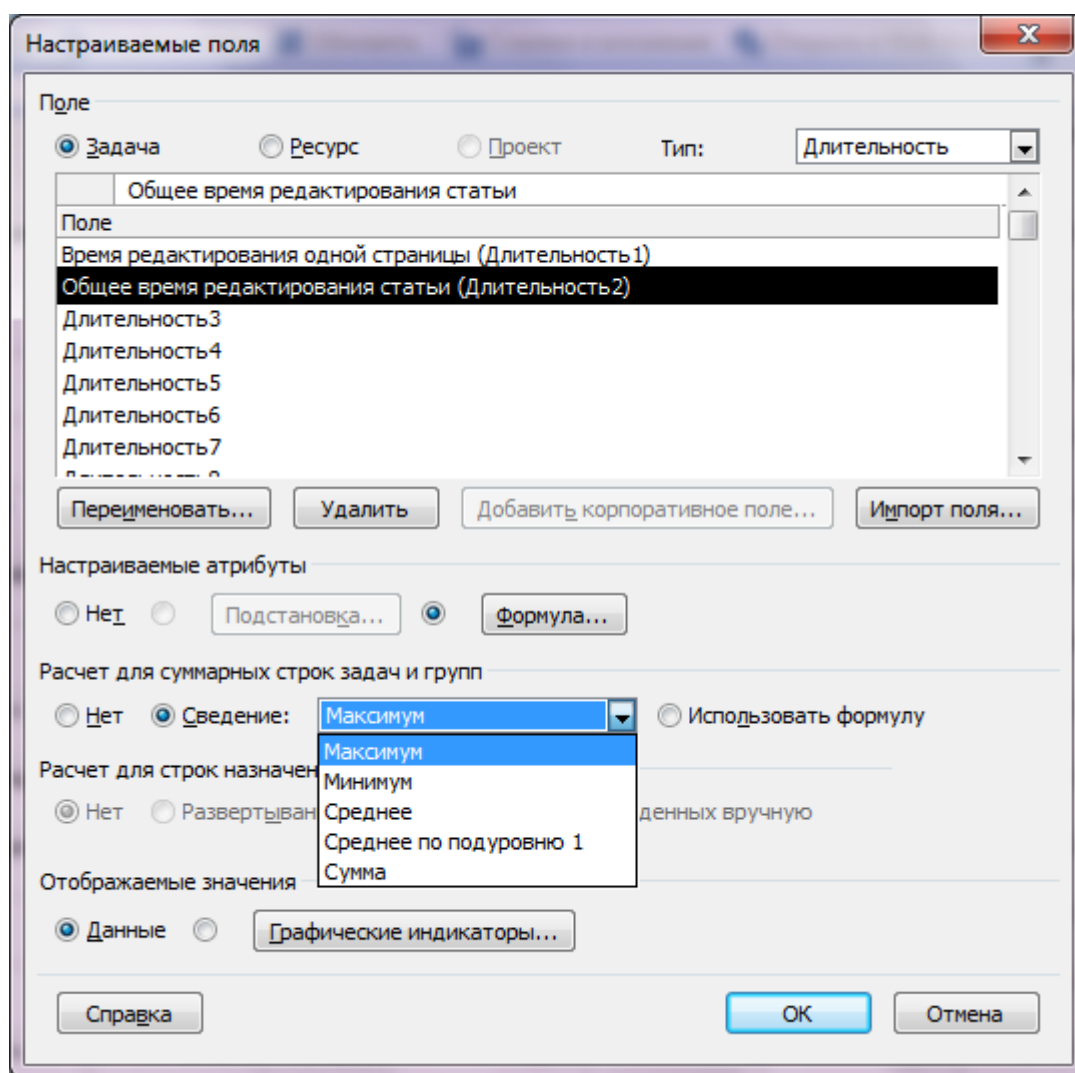 Настраиваемые поля
Поле
Задача Ресурс Проект Тип: Длительность
Общее время редактирования статьи
Поле
Время редактирования одной страницы (Длительность1)
Общее время редактирования статьи (Длительность2)
Длительность3
Длительность4
Длительность5
Длительность6
Длительность7
Переименовать... Удалить Добавить корпоративное поле... Импорт поля...
Настраиваемые атрибуты
Нет Подстановка... Формула...
Расчет для суммарных строк задач и групп
Нет Сведение: Максимум Использовать формулу
Максимум
Расчет для строк назначен
Минимум
Нет Развертыван Среднее денных вручную
Среднее по подуровню 1
Отображаемые значения Сумма
Данные Графические индикаторы...
Справка ОК Отмена